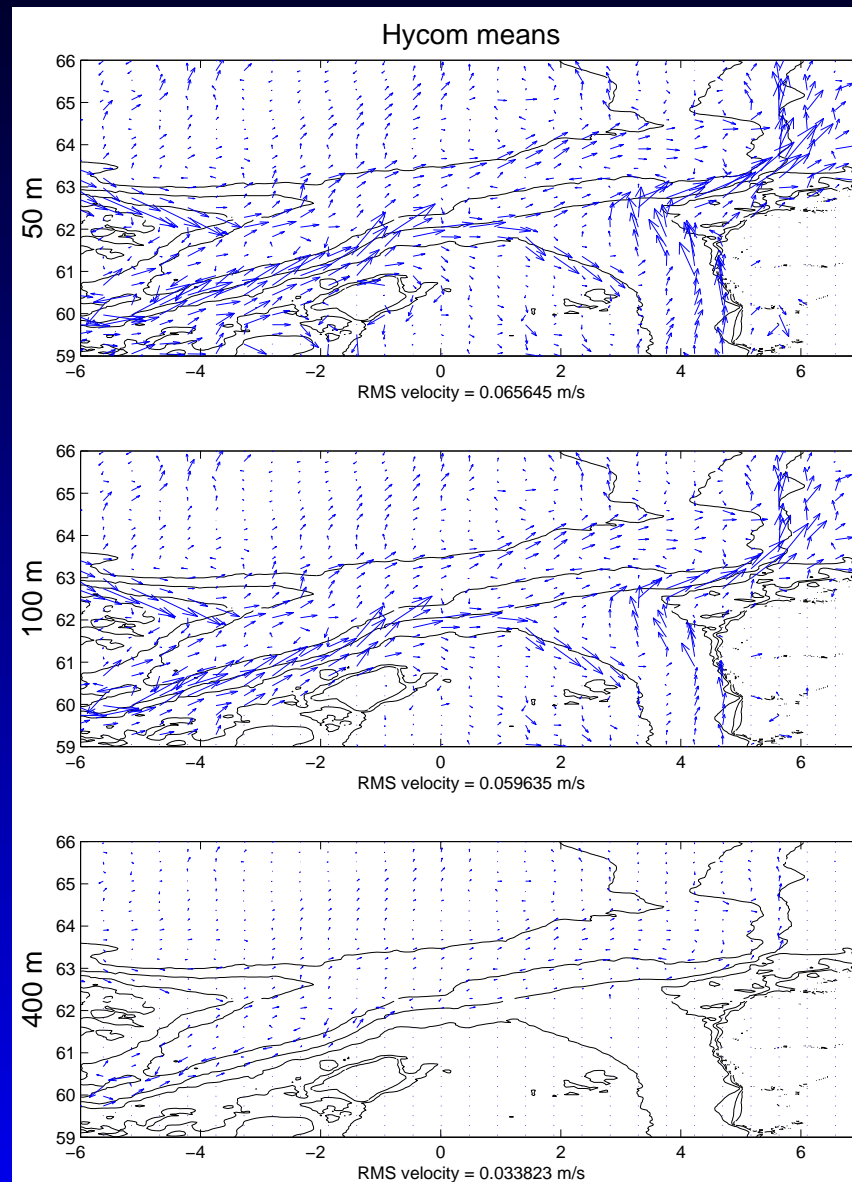 Hycom means
50 m
66
65
64
63
62
61
60
59
−6 −4 −2 0 2 4 6
RMS velocity = 0.065645 m/s
100 m
66
65
64
63
62
61
60
59
−6 −4 −2 0 2 4 6
RMS velocity = 0.059635 m/s
400 m
66
65
64
63
62
61
60
59
−6 −4 −2 0 2 4 6
RMS velocity = 0.033823 m/s